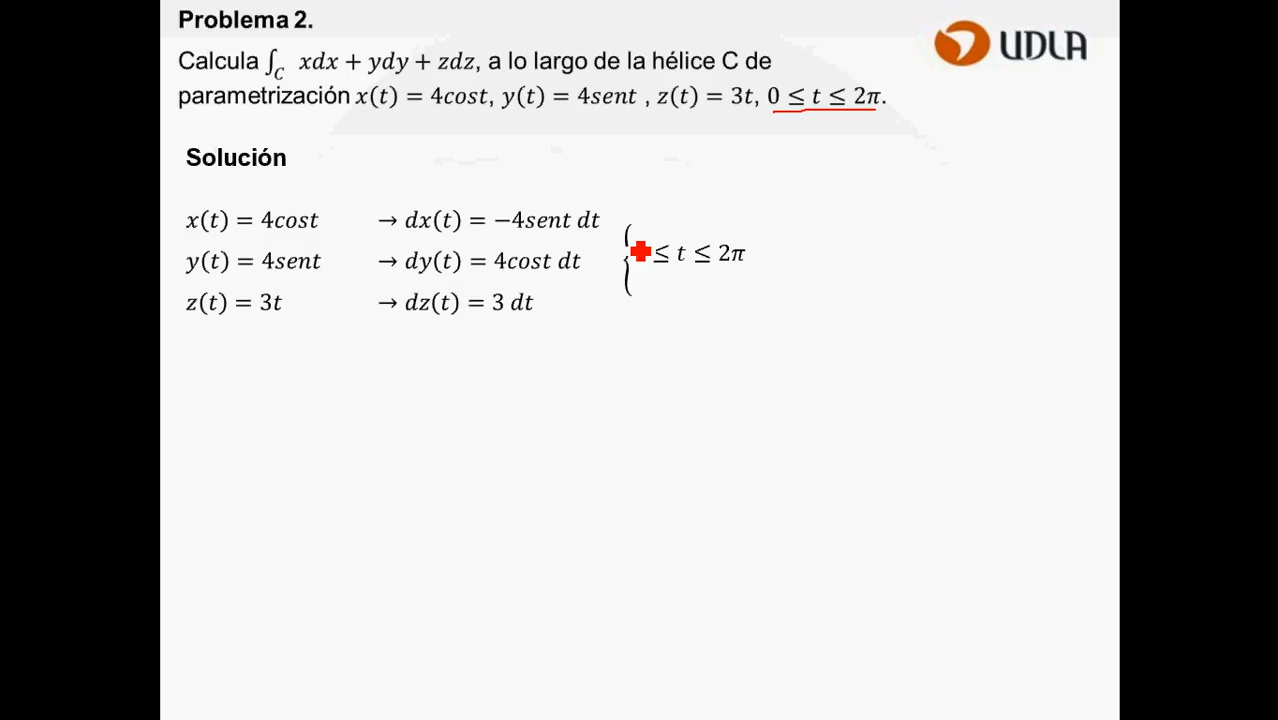 Problema 2.
UDLA
Calcula ∫_C xdx + ydy + zdz, a lo largo de la hélice C de
parametrización x(t) = 4cost, y(t) = 4sent , z(t) = 3t, 0 ≤ t ≤ 2π.
Solución
x(t) = 4cost → dx(t) = −4sent dt
y(t) = 4sent → dy(t) = 4cost dt
≤ t ≤ 2π
z(t) = 3t → dz(t) = 3 dt